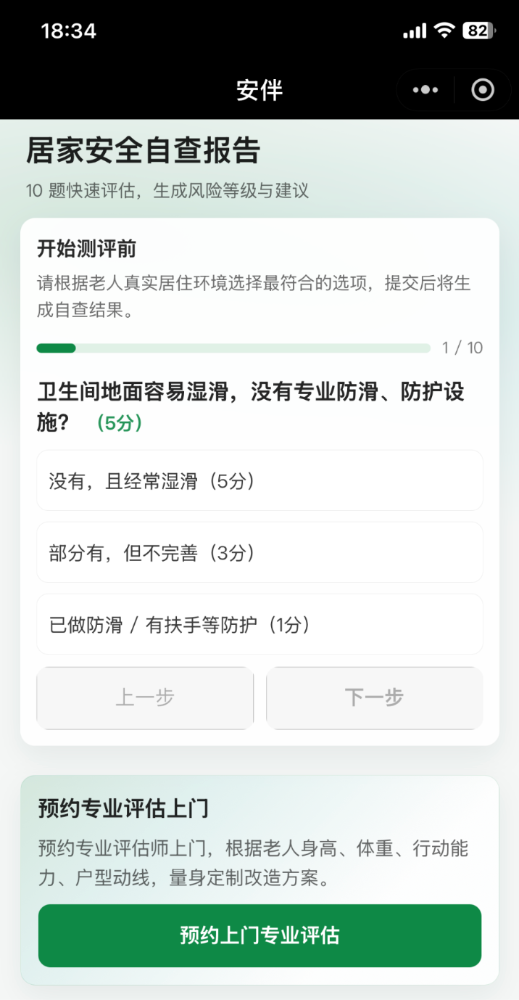 18:34
82
安伴
居家安全自查报告
10 题快速评估，生成风险等级与建议
开始测评前
请根据老人真实居住环境选择最符合的选项，提交后将生
成自查结果。
1 / 10
卫生间地面容易湿滑，没有专业防滑、防护设
施？ （5分）
没有，且经常湿滑（5分）
部分有，但不完善（3分）
已做防滑 / 有扶手等防护（1分）
上一步
下一步
预约专业评估上门
预约专业评估师上门，根据老人身高、体重、行动能
力、户型动线，量身定制改造方案。
预约上门专业评估